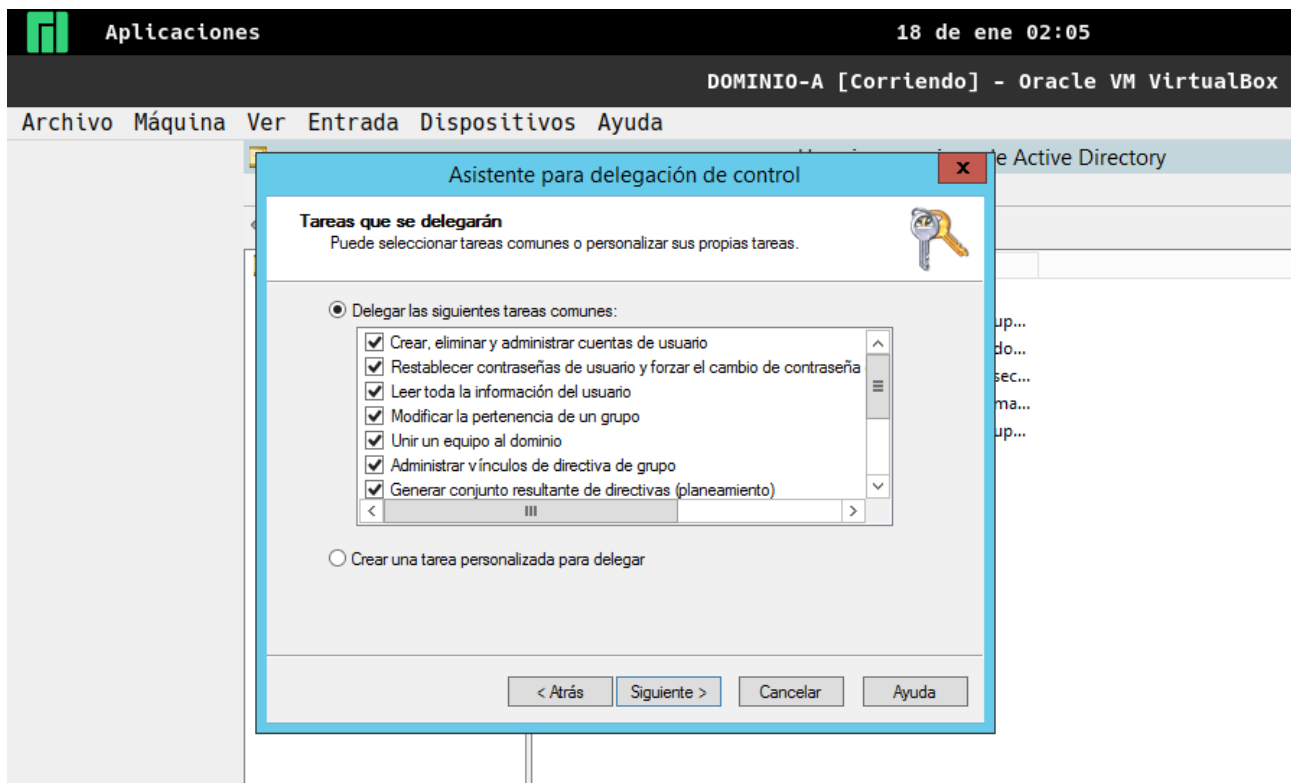 Aplicaciones 18 de ene 02:05
DOMINIO-A [Corriendo] - Oracle VM VirtualBox
Archivo Máquina Ver Entrada Dispositivos Ayuda
Active Directory
Asistente para delegación de control
Tareas que se delegarán
Puede seleccionar tareas comunes o personalizar sus propias tareas.
Delegar las siguientes tareas comunes:
Crear, eliminar y administrar cuentas de usuario
Restablecer contraseñas de usuario y forzar el cambio de contraseña
Leer toda la información del usuario
Modificar la pertenencia de un grupo
Unir un equipo al dominio
Administrar vínculos de directiva de grupo
Generar conjunto resultante de directivas (planeamiento)
Crear una tarea personalizada para delegar
< Atrás Siguiente > Cancelar Ayuda
up...
do...
sec...
ma...
up...